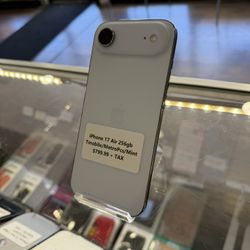 iPhone 17 Air 256gb
Tmobile/MetroPcs/Mint
$799.99 + TAX